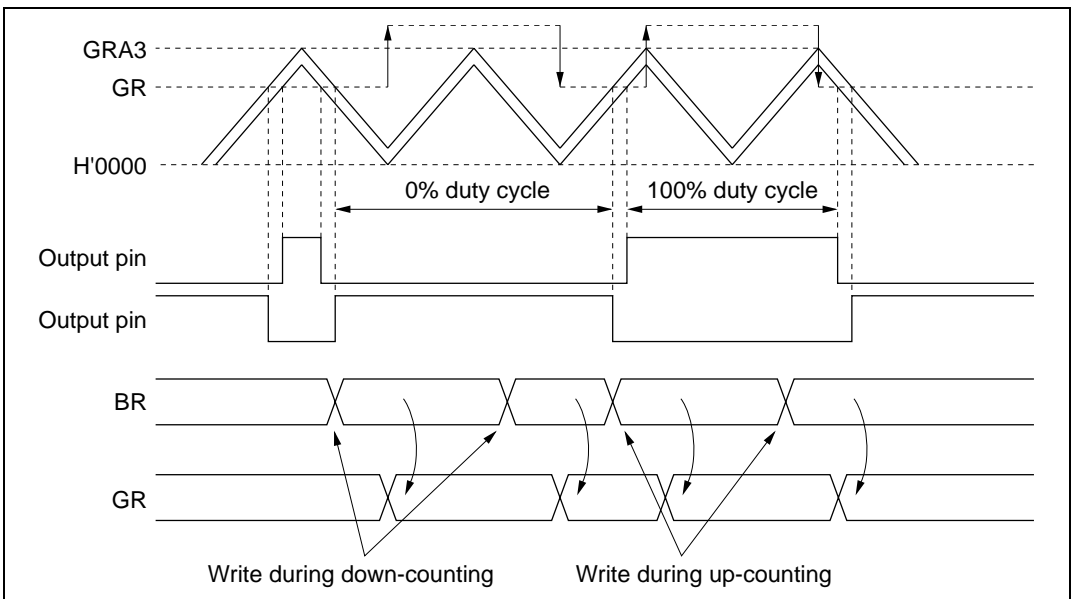 GRA3
GR
H'0000
0% duty cycle
100% duty cycle
Output pin
Output pin
BR
GR
Write during down-counting
Write during up-counting